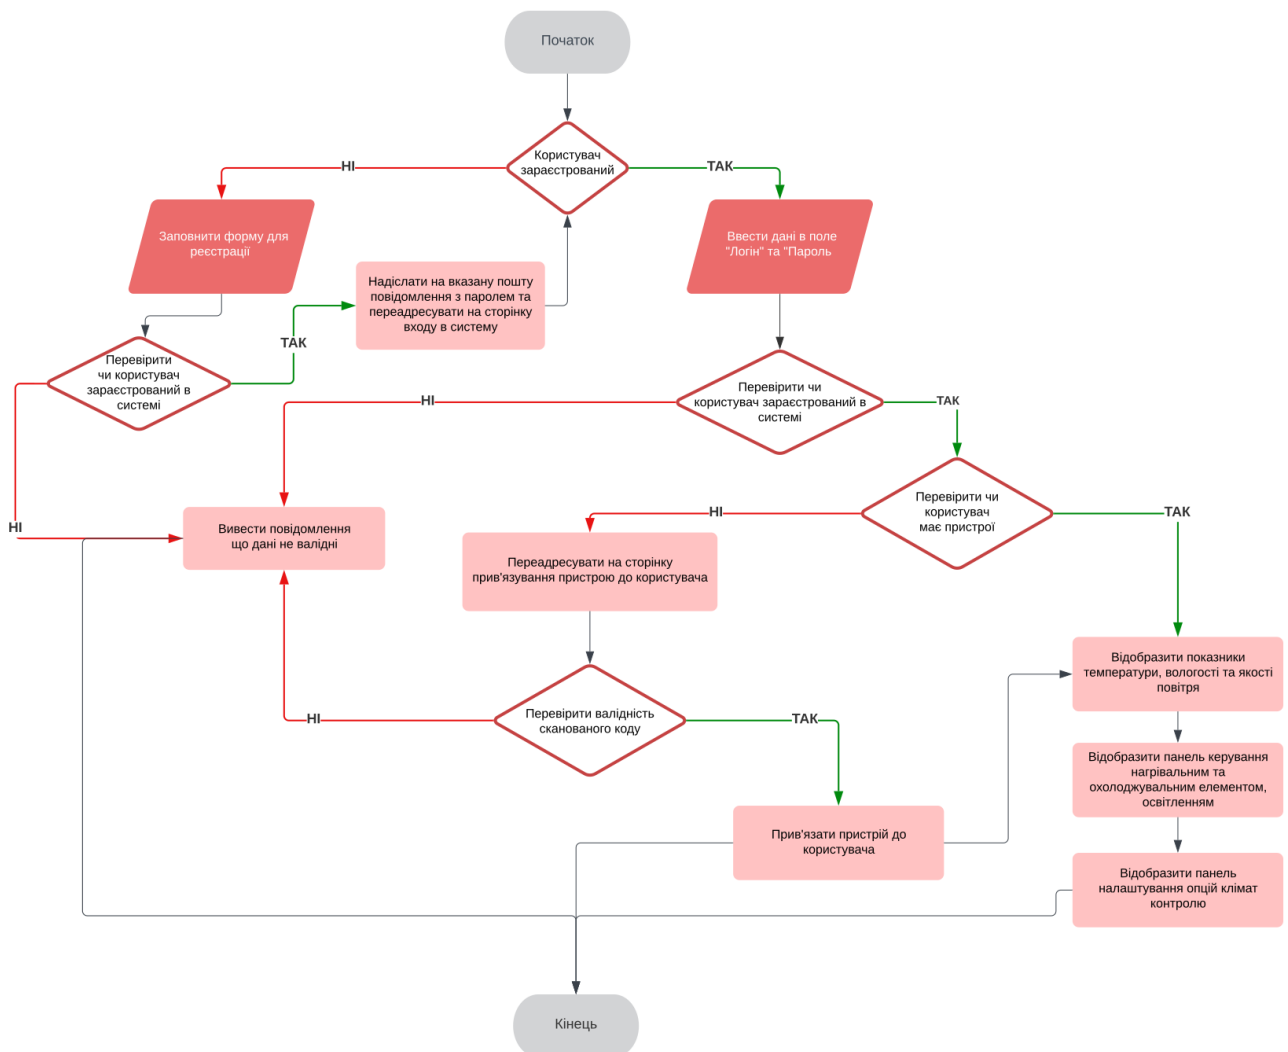 Початок
Користувач
зараєстрований
НІ
ТАК
Заповнити форму для
реєстрації
Ввести дані в поле
"Логін" та "Пароль
Надіслати на вказану пошту
повідомлення з паролем та
переадресувати на сторінку
входу в систему
ТАК
Перевірити
чи користувач
зараєстрований в
системі
Перевірити чи
користувач зараєстрований в
системі
НІ
ТАК
НІ
Вивести повідомлення
що дані не валідні
Перевірити чи
користувач
має пристрої
НІ
ТАК
Переадресувати на сторінку
прив'язування пристрою до користувача
Відобразити показники
температури, вологості та якості
повітря
Перевірити валідність
сканованого коду
НІ
ТАК
Відобразити панель керування
нагрівальним та
охолоджувальним елементом,
освітленням
Прив'язати пристрій до
користувача
Відобразити панель
налаштування опцій клімат
контролю
Кінець